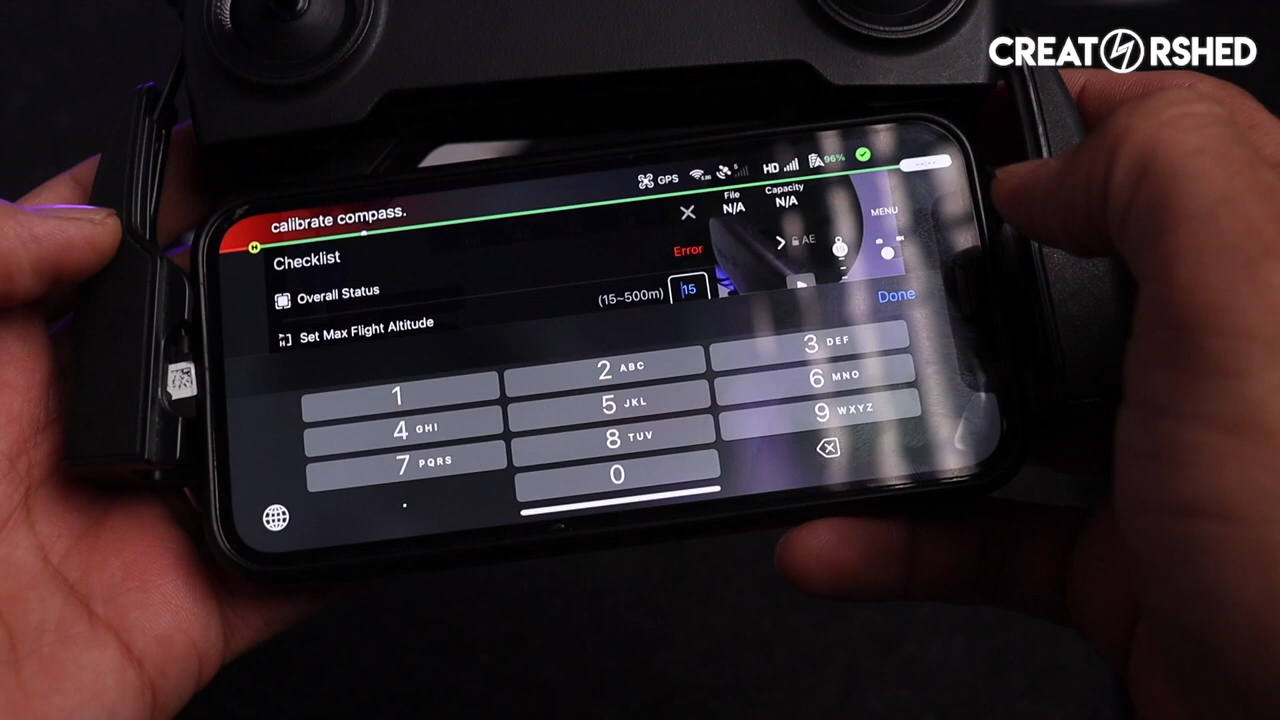 CREATORSHED
GPS
5
HD
96%
calibrate compass.
File
N/A
Capacity
N/A
MENU
Checklist
Error
AE
Overall Status
(15~500m)
15
Done
Set Max Flight Altitude
1
2 ABC
3 DEF
4 GHI
5 JKL
6 MNO
7 PQRS
8 TUV
9 WXYZ
.
0
H